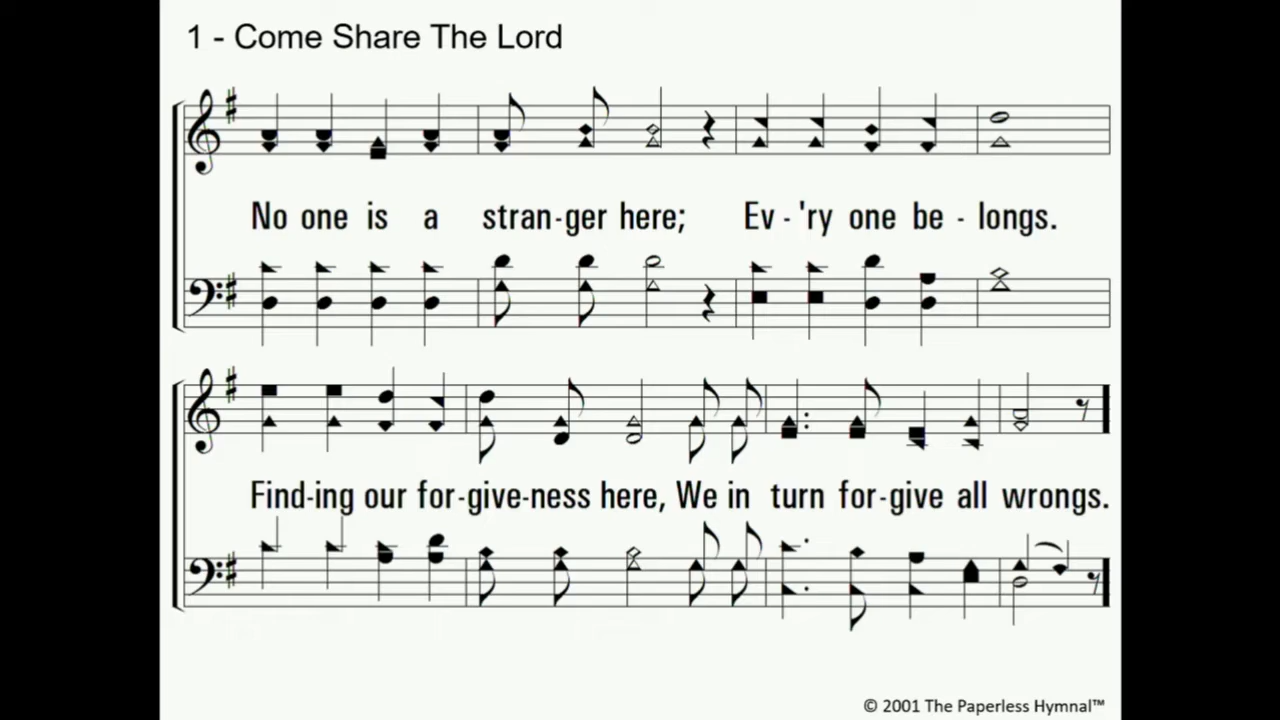 1 - Come Share The Lord
No one is a stran-ger here; Ev - 'ry one be - longs.
Find-ing our for-give-ness here, We in turn for-give all wrongs.
© 2001 The Paperless Hymnal™